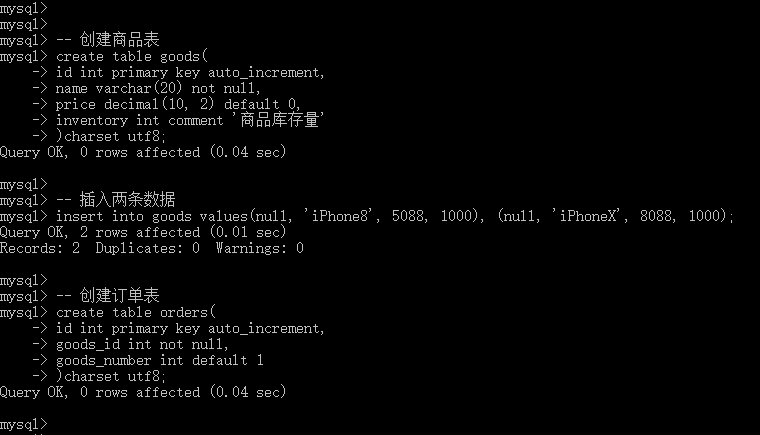 mysql>
mysql>
mysql> -- 创建商品表
mysql> create table goods(
    -> id int primary key auto_increment,
    -> name varchar(20) not null,
    -> price decimal(10, 2) default 0,
    -> inventory int comment '商品库存量'
    -> )charset utf8;
Query OK, 0 rows affected (0.04 sec)
mysql>
mysql> -- 插入两条数据
mysql> insert into goods values(null, 'iPhone8', 5088, 1000), (null, 'iPhoneX', 8088, 1000);
Query OK, 2 rows affected (0.01 sec)
Records: 2  Duplicates: 0  Warnings: 0
mysql>
mysql> -- 创建订单表
mysql> create table orders(
    -> id int primary key auto_increment,
    -> goods_id int not null,
    -> goods_number int default 1
    -> )charset utf8;
Query OK, 0 rows affected (0.04 sec)
mysql>